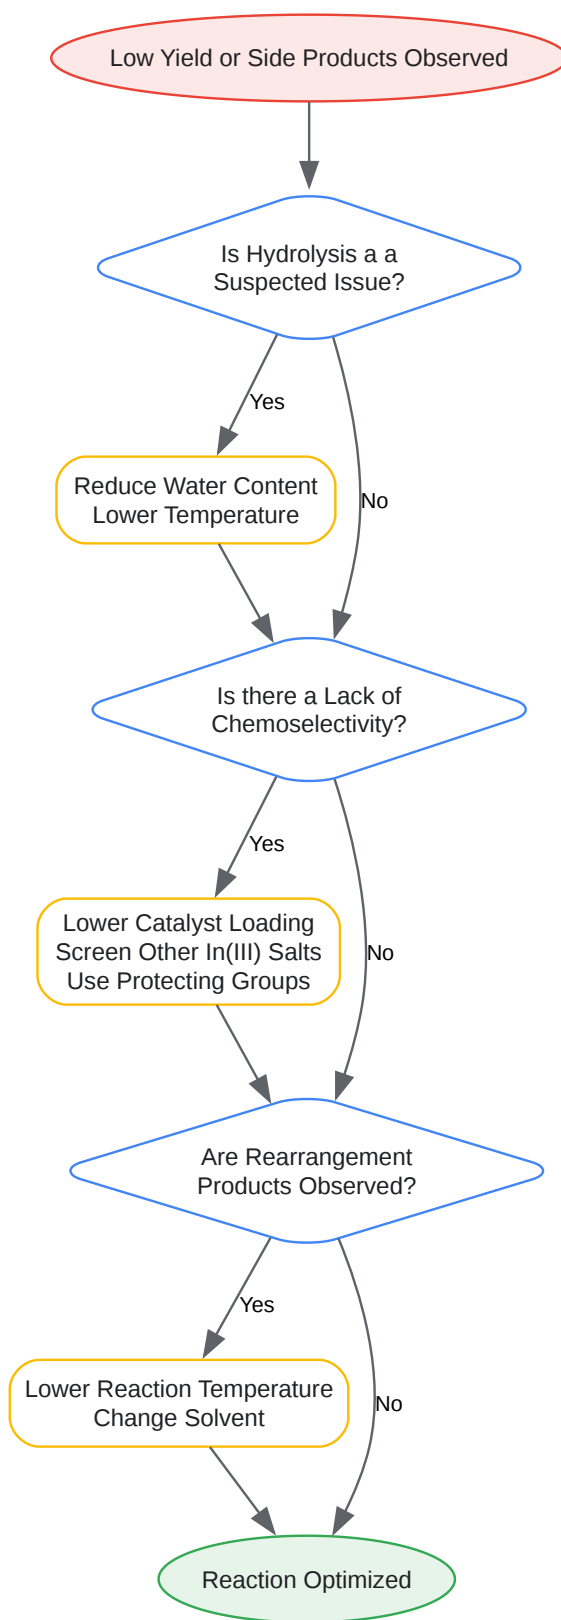 Low Yield or Side Products Observed
Is Hydrolysis a a
Suspected Issue?
Yes
Reduce Water Content
Lower Temperature
No
Is there a Lack of
Chemoselectivity?
Yes
Lower Catalyst Loading
Screen Other In(III) Salts
Use Protecting Groups
No
Are Rearrangement
Products Observed?
Yes
Lower Reaction Temperature
Change Solvent
No
Reaction Optimized